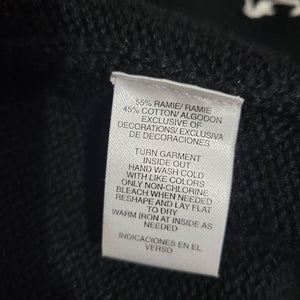 55% RAMIE/ RAMIE
45% COTTON/ ALGODON
EXCLUSIVE OF
DECORATIONS/ EXCLUSIVA
DE DECORACIONES
TURN GARMENT
INSIDE OUT
HAND WASH COLD
WITH LIKE COLORS
ONLY NON-CHLORINE
BLEACH WHEN NEEDED
RESHAPE AND LAY FLAT
TO DRY
WARM IRON AT INSIDE AS
NEEDED
INDICACIONES EN EL
VERSO